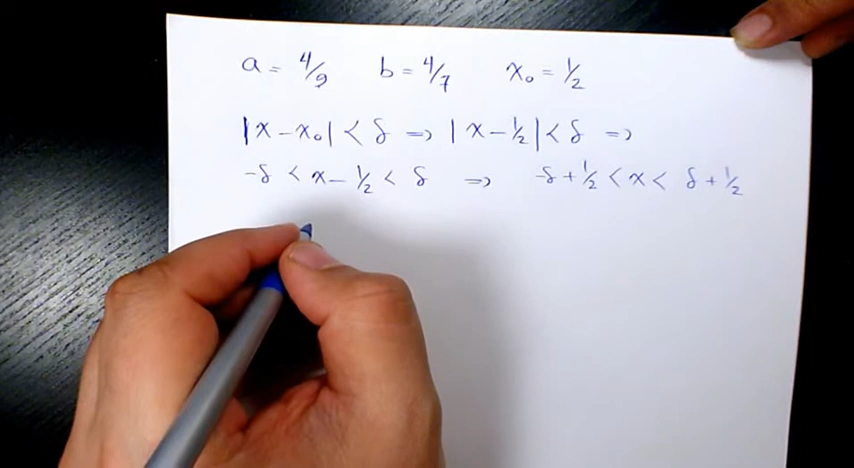 a = 4/9 b = 4/7 x₀ = 1/2
|x - x₀| < δ ⇒ |x - 1/2| < δ ⇒
-δ < x - 1/2 < δ ⇒ -δ + 1/2 < x < δ + 1/2